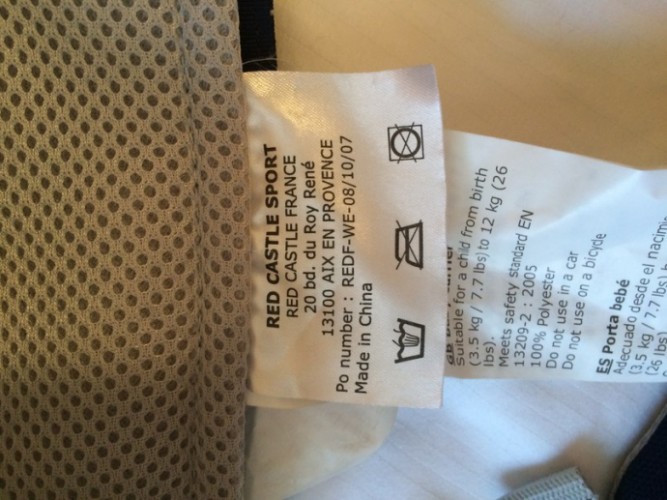 RED CASTLE SPORT
RED CASTLE FRANCE
20 bd. du Roy René
13100 AIX EN PROVENCE
Po number : REDF-WE-08/10/07
Made in China
Suitable for a child from birth
(3.5 kg / 7.7 lbs) to 12 kg (26
lbs).
Meets safety standard EN
13209-2 : 2005
100% Polyester
Do not use in a car
Do not use on a bicycle
ES Porta bebé
Adecuado desde el nacim
(3,5 kg / 7,7 lbs)
(26 lbs)